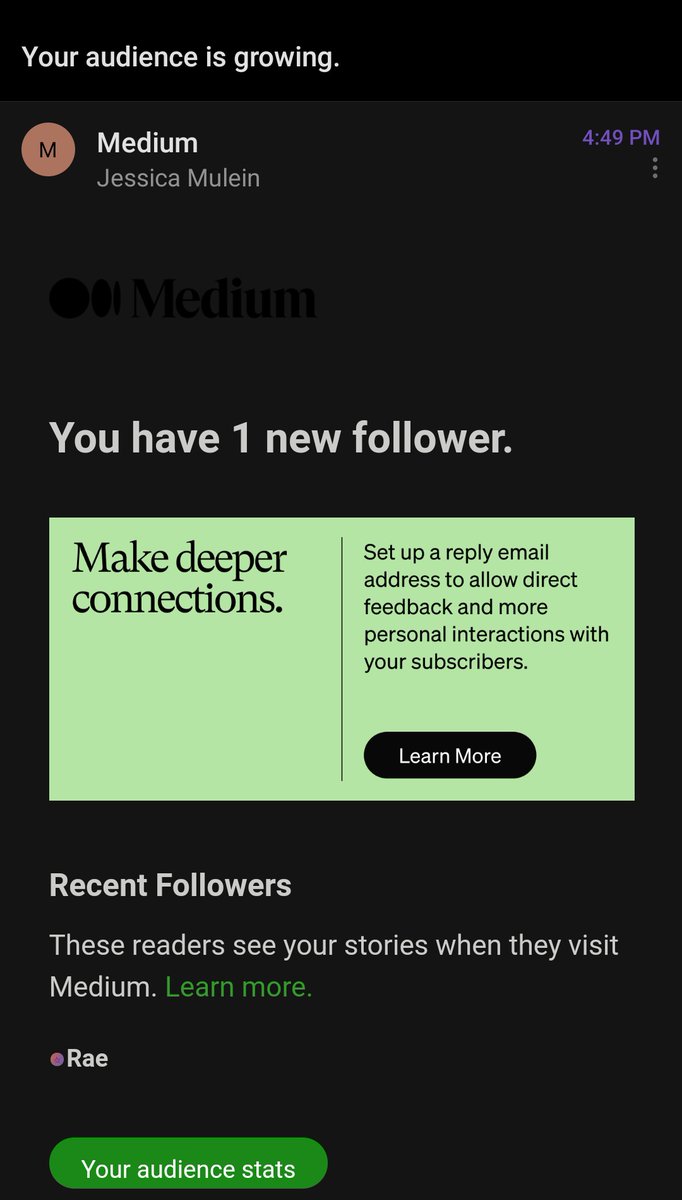 Your audience is growing.
M
Medium
4:49 PM
Jessica Mulein
Medium
You have 1 new follower.
Make deeper
connections.
Set up a reply email
address to allow direct
feedback and more
personal interactions with
your subscribers.
Learn More
Recent Followers
These readers see your stories when they visit
Medium. Learn more.
Rae
Your audience stats